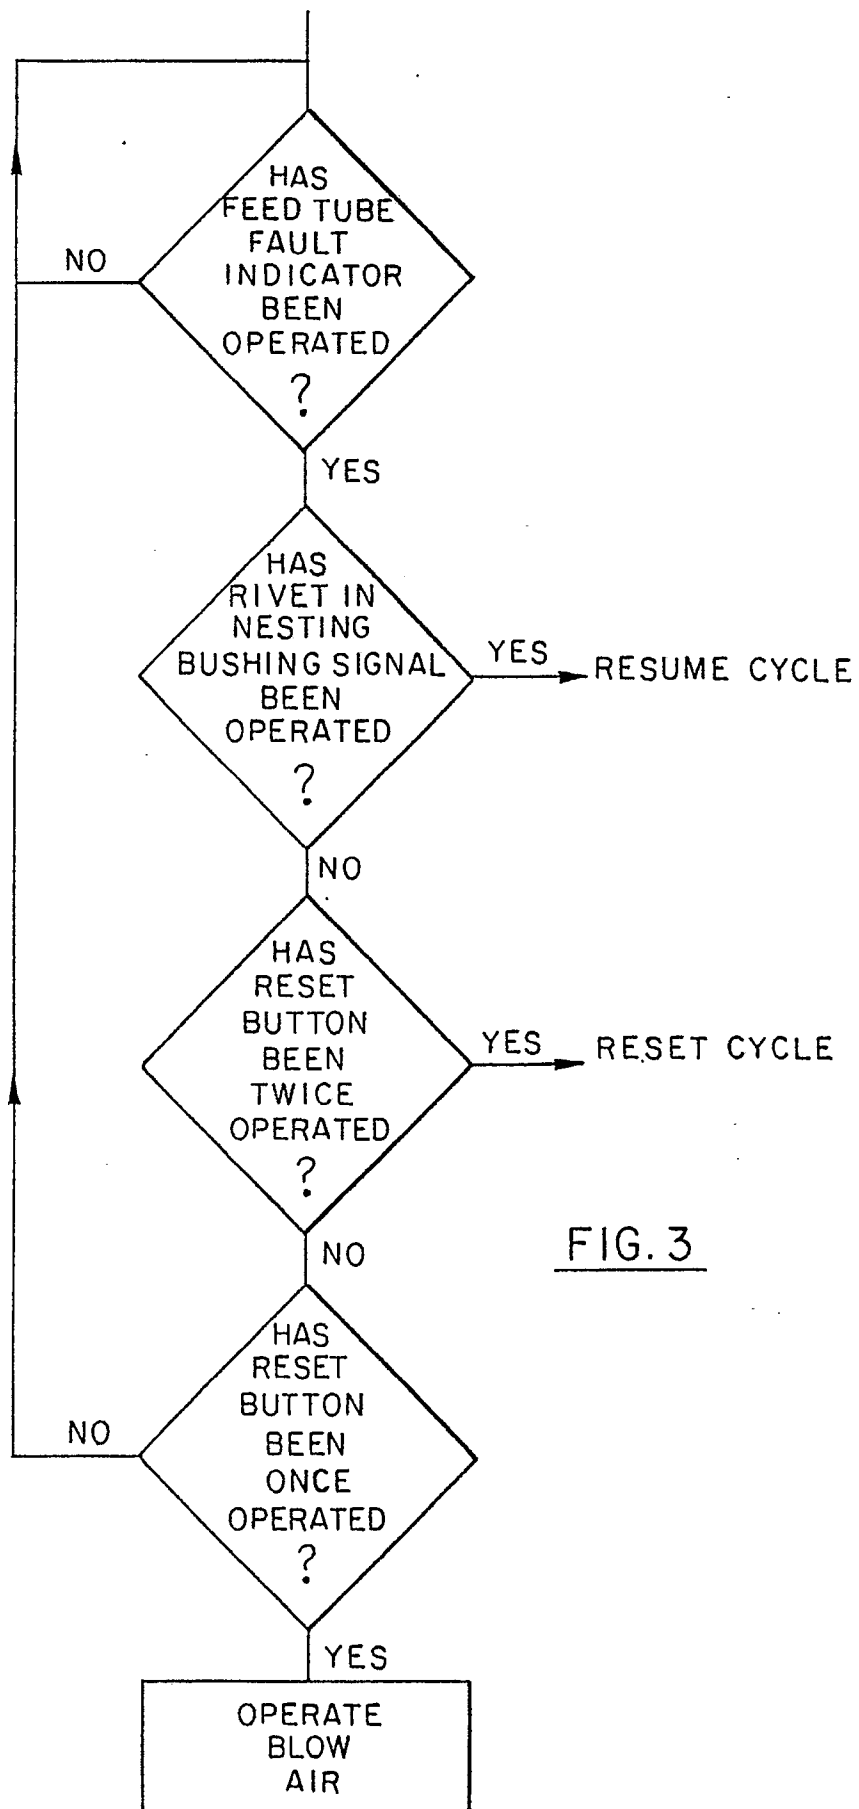 HAS
FEED TUBE
FAULT
INDICATOR
BEEN
OPERATED
?
NO
YES
HAS
RIVET IN
NESTING
BUSHING SIGNAL
BEEN
OPERATED
?
YES
RESUME CYCLE
NO
HAS
RESET
BUTTON
BEEN
TWICE
OPERATED
?
YES
RESET CYCLE
NO
FIG. 3
HAS
RESET
BUTTON
BEEN
ONCE
OPERATED
?
NO
YES
OPERATE
BLOW
AIR